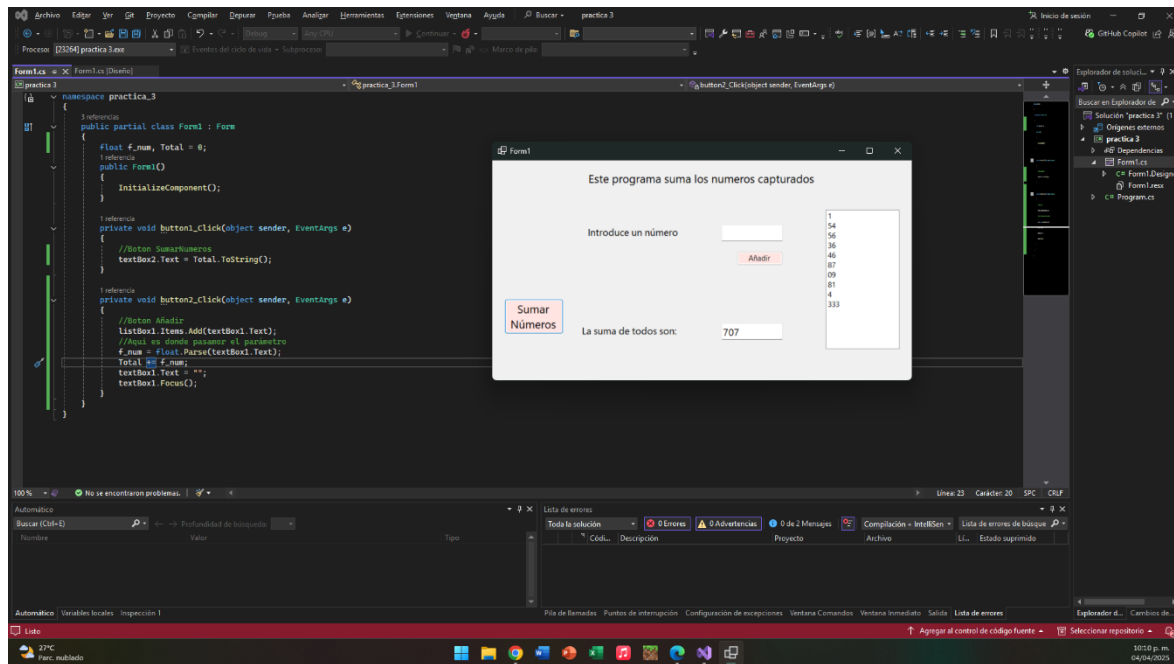 Archivo Editar Ver Git Proyecto Compilar Depurar Prueba Analizar Herramientas Extensiones Ventana Ayuda Buscar practica 3 Inicio de sesión
Debug Any CPU Continuar GitHub Copilot
Proceso: [23264] practica 3.exe Eventos del ciclo de vida Subproceso: Marco de pila:
Form1.cs Form1.cs [Diseño]
practica 3 practica_3.Form1 button2_Click(object sender, EventArgs e)
namespace practica_3
{
3 referencias
public partial class Form1 : Form
{
float f_num, Total = 0;
1 referencia
public Form1()
{
InitializeComponent();
}
1 referencia
private void button1_Click(object sender, EventArgs e)
{
//Boton SumarNumeros
textBox2.Text = Total.ToString();
}
1 referencia
private void button2_Click(object sender, EventArgs e)
{
//Boton Añadir
listBox1.Items.Add(textBox1.Text);
//Aqui es donde pasamor el parámetro
f_num = float.Parse(textBox1.Text);
Total += f_num;
textBox1.Text = "";
textBox1.Focus();
}
}
}
Form1
Este programa suma los numeros capturados
Introduce un número
Añadir
Sumar
Números
La suma de todos son:
707
1
54
56
36
46
87
09
81
4
333
Explorador de soluci...
Buscar en Explorador de
Solución "practica 3" (1
Orígenes externos
practica 3
Dependencias
Form1.cs
C# Form1.Design
Form1.resx
C# Program.cs
100 % No se encontraron problemas. Línea: 23 Carácter: 20 SPC CRLF
Automático
Buscar (Ctrl+E) Profundidad de búsqueda:
Nombre Valor Tipo
Automático Variables locales Inspección 1
Lista de errores
Toda la solución 0 Errores 0 Advertencias 0 de 2 Mensajes Compilación + IntelliSen Lista de errores de búsque
Códi... Descripción Proyecto Archivo Lí... Estado suprimido
Pila de llamadas Puntos de interrupción Configuración de excepciones Ventana Comandos Ventana Inmediato Salida Lista de errores
Explorador d... Cambios de...
Listo Agregar al control de código fuente Seleccionar repositorio
27°C
Parc. nublado
10:10 p. m.
04/04/2025